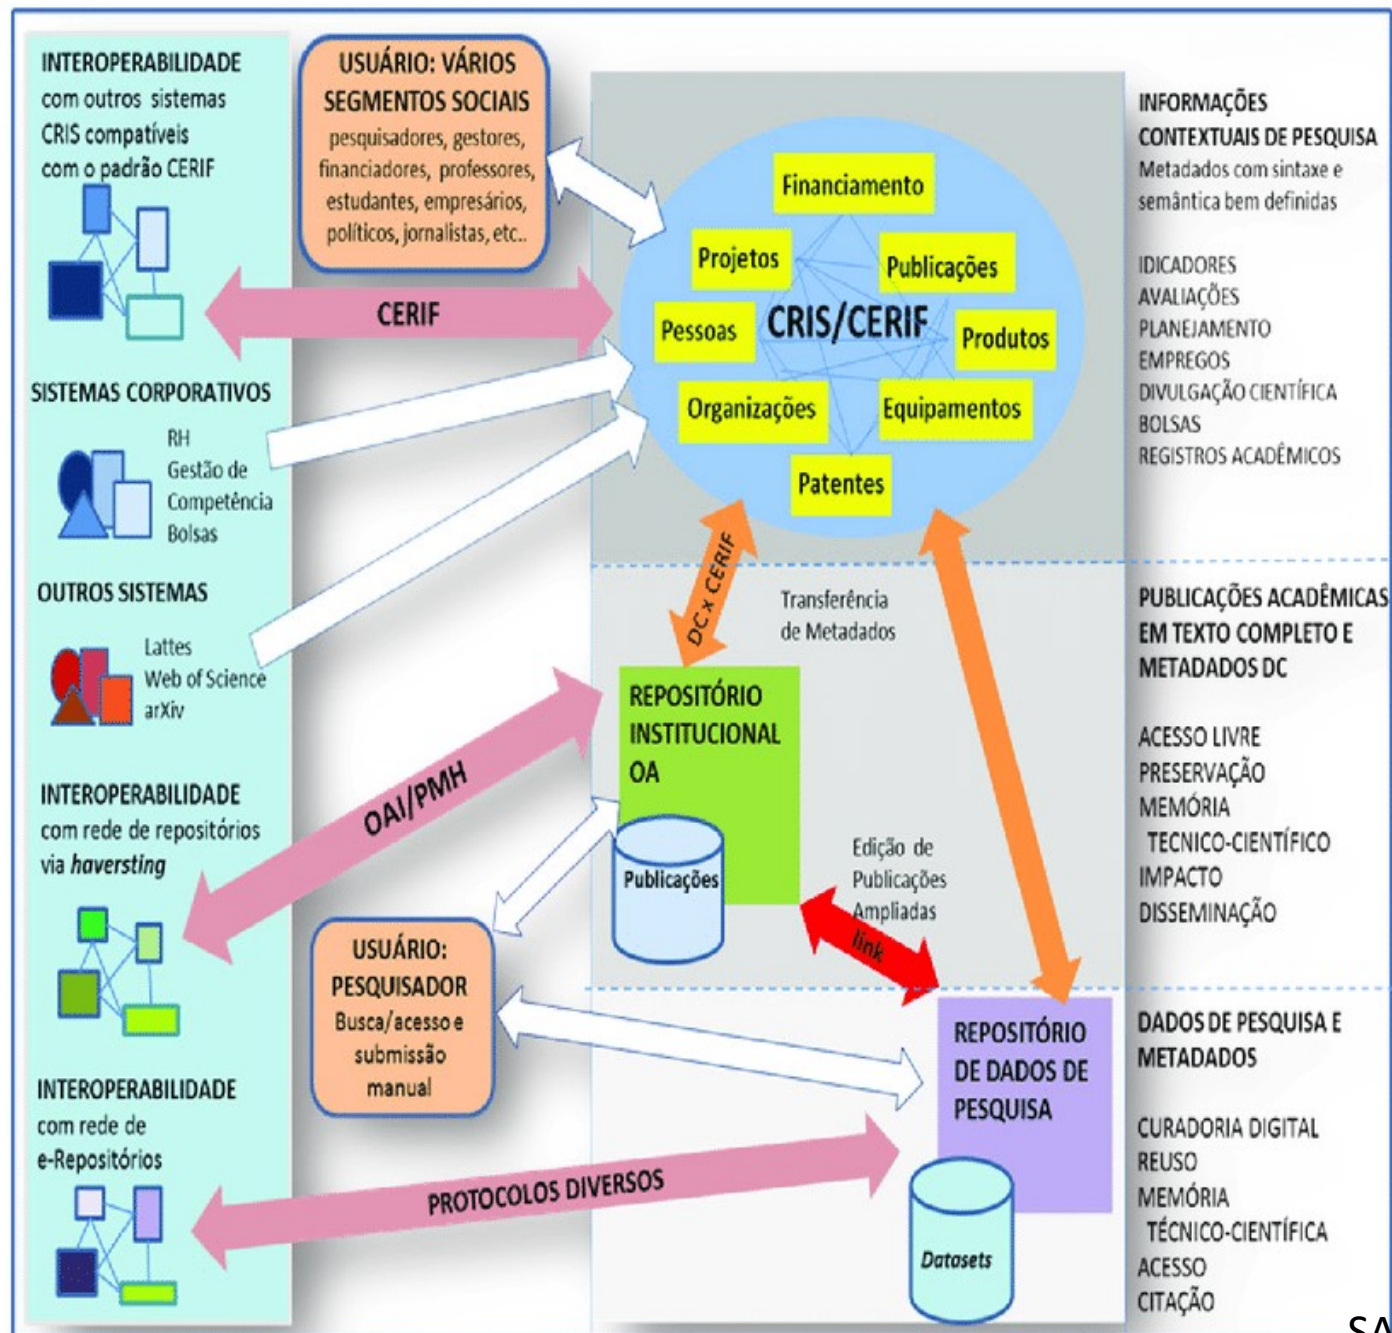 INTEROPERABILIDADE
com outros sistemas
CRIS compatíveis
com o padrão CERIF
SISTEMAS CORPORATIVOS
RH
Gestão de
Competência
Bolsas
OUTROS SISTEMAS
Lattes
Web of Science
arXiv
INTEROPERABILIDADE
com rede de repositórios
via haversting
INTEROPERABILIDADE
com rede de
e-Repositórios
USUÁRIO: VÁRIOS
SEGMENTOS SOCIAIS
pesquisadores, gestores,
financiadores, professores,
estudantes, empresários,
políticos, jornalistas, etc..
CERIF
OAI/PMH
USUÁRIO:
PESQUISADOR
Busca/acesso e
submissão
manual
PROTOCOLOS DIVERSOS
Financiamento
Projetos
Publicações
Pessoas
CRIS/CERIF
Produtos
Organizações
Equipamentos
Patentes
DC x CERIF
Transferência
de Metadados
REPOSITÓRIO
INSTITUCIONAL
OA
Publicações
Edição de
Publicações
Ampliadas
link
REPOSITÓRIO
DE DADOS DE
PESQUISA
Datasets
INFORMAÇÕES
CONTEXTUAIS DE PESQUISA
Metadados com sintaxe e
semântica bem definidas
IDICADORES
AVALIAÇÕES
PLANEJAMENTO
EMPREGOS
DIVULGAÇÃO CIENTÍFICA
BOLSAS
REGISTROS ACADÊMICOS
PUBLICAÇÕES ACADÊMICAS
EM TEXTO COMPLETO E
METADADOS DC
ACESSO LIVRE
PRESERVAÇÃO
MEMÓRIA
TECNICO-CIENTÍFICO
IMPACTO
DISSEMINAÇÃO
DADOS DE PESQUISA E
METADADOS
CURADORIA DIGITAL
REUSO
MEMÓRIA
TÉCNICO-CIENTÍFICA
ACESSO
CITAÇÃO